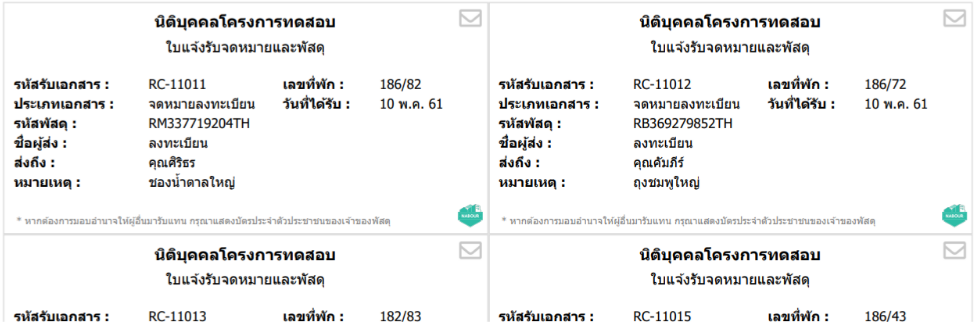 นิติบุคคลโครงการทดสอบ
ใบแจ้งรับจดหมายและพัสดุ
รหัสรับเอกสาร : RC-11011 เลขที่พัก : 186/82
ประเภทเอกสาร : จดหมายลงทะเบียน วันที่ได้รับ : 10 พ.ค. 61
รหัสพัสดุ : RM337719204TH
ชื่อผู้ส่ง : ลงทะเบียน
ส่งถึง : คุณศิริธร
หมายเหตุ : ซองน้ำตาลใหญ่
* หากต้องการมอบอำนาจให้ผู้อื่นมารับแทน กรุณาแสดงบัตรประจำตัวประชาชนของเจ้าของพัสดุ
NABOUR
นิติบุคคลโครงการทดสอบ
ใบแจ้งรับจดหมายและพัสดุ
รหัสรับเอกสาร : RC-11012 เลขที่พัก : 186/72
ประเภทเอกสาร : จดหมายลงทะเบียน วันที่ได้รับ : 10 พ.ค. 61
รหัสพัสดุ : RB369279852TH
ชื่อผู้ส่ง : ลงทะเบียน
ส่งถึง : คุณคัมภีร์
หมายเหตุ : ถุงชมพูใหญ่
* หากต้องการมอบอำนาจให้ผู้อื่นมารับแทน กรุณาแสดงบัตรประจำตัวประชาชนของเจ้าของพัสดุ
NABOUR
นิติบุคคลโครงการทดสอบ
ใบแจ้งรับจดหมายและพัสดุ
รหัสรับเอกสาร : RC-11013 เลขที่พัก : 182/83
นิติบุคคลโครงการทดสอบ
ใบแจ้งรับจดหมายและพัสดุ
รหัสรับเอกสาร : RC-11015 เลขที่พัก : 186/43